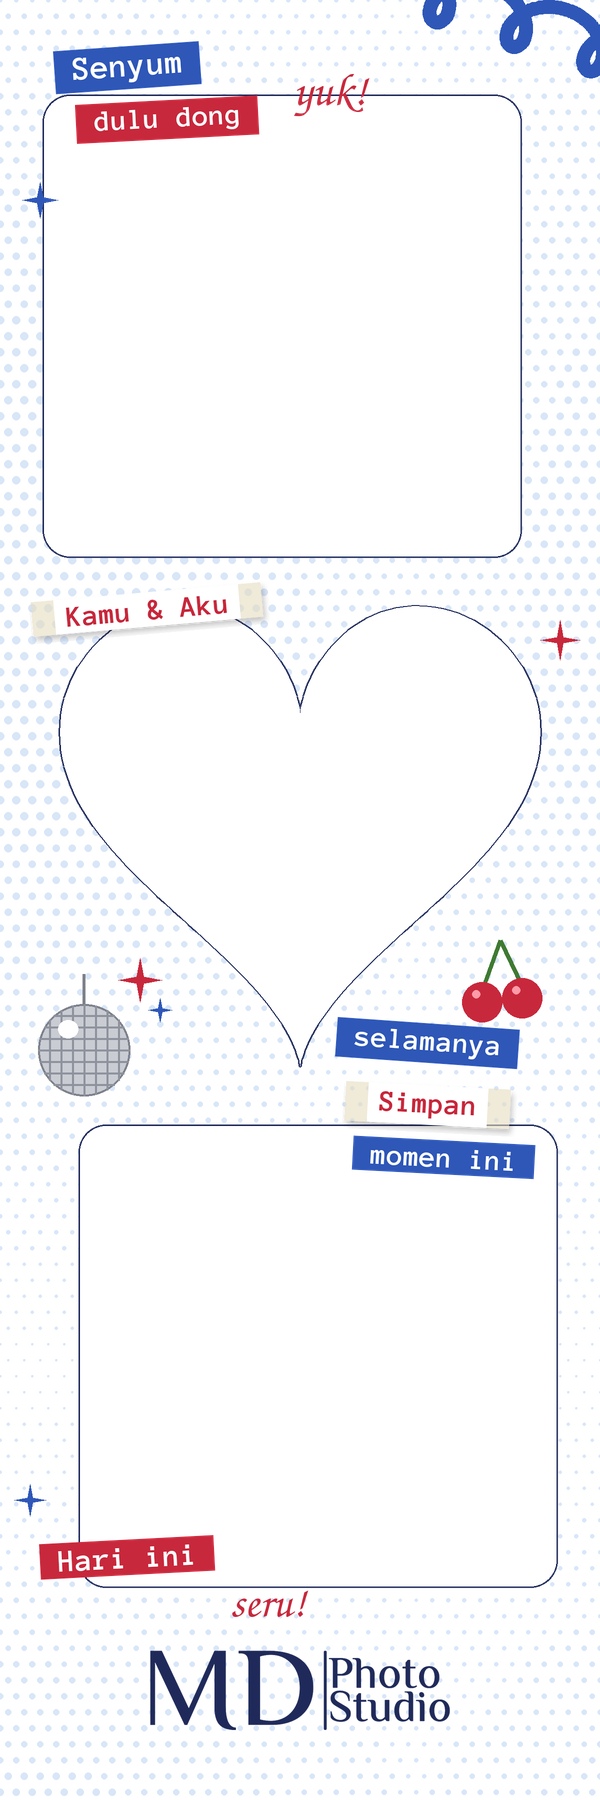 Senyum
dulu dong
yuk!
Kamu & Aku
selamanya
Simpan
momen ini
Hari ini
seru!
MD Photo
Studio